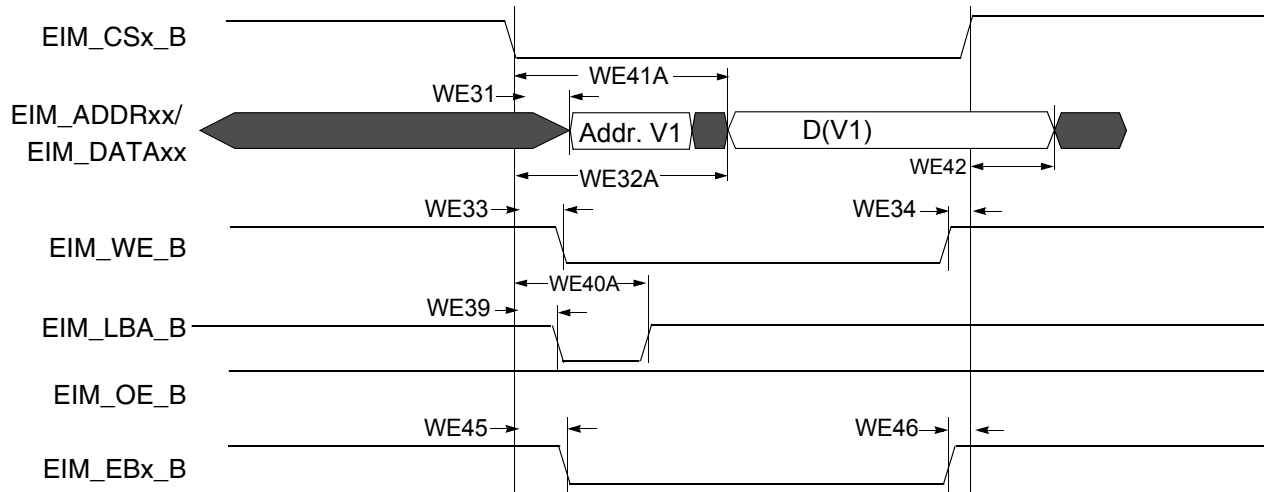 EIM_CSx_B
WE41A
WE31
EIM_ADDRxx/
EIM_DATAxx
Addr. V1
D(V1)
WE42
WE32A
WE33
WE34
EIM_WE_B
WE40A
WE39
EIM_LBA_B
EIM_OE_B
WE45
WE46
EIM_EBx_B